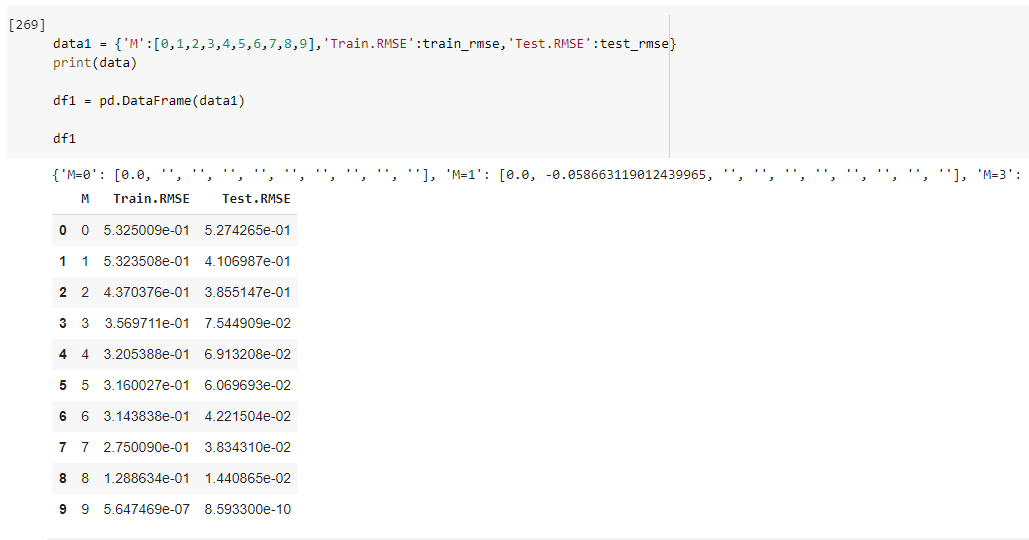 [269]
data1 = {'M':[0,1,2,3,4,5,6,7,8,9],'Train.RMSE':train_rmse,'Test.RMSE':test_rmse}
print(data)
df1 = pd.DataFrame(data1)
df1
{'M=0': [0.0, '', '', '', '', '', '', '', '', ''], 'M=1': [0.0, -0.058663119012439965, '', '', '', '', '', '', '', ''], 'M=3':
M Train.RMSE Test.RMSE
0 0 5.325009e-01 5.274265e-01
1 1 5.323508e-01 4.106987e-01
2 2 4.370376e-01 3.855147e-01
3 3 3.569711e-01 7.544909e-02
4 4 3.205388e-01 6.913208e-02
5 5 3.160027e-01 6.069693e-02
6 6 3.143838e-01 4.221504e-02
7 7 2.750090e-01 3.834310e-02
8 8 1.288634e-01 1.440865e-02
9 9 5.647469e-07 8.593300e-10